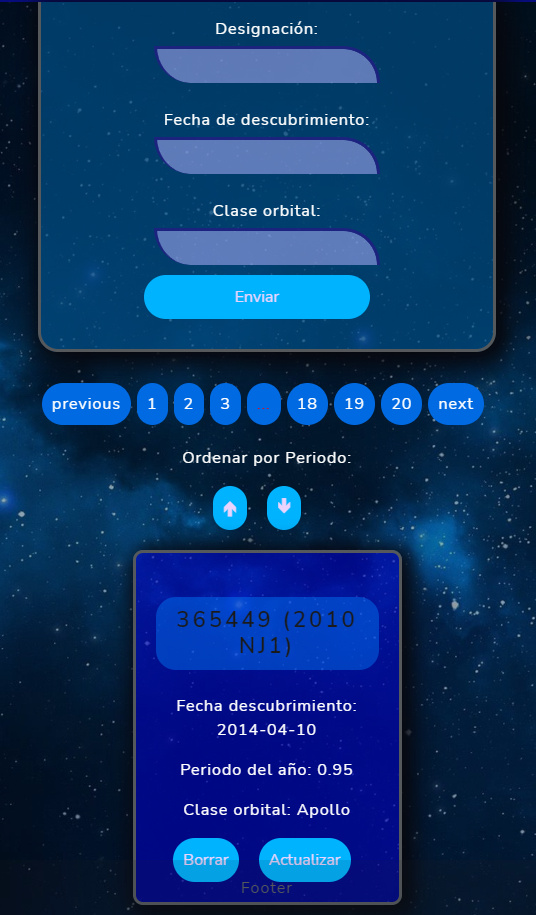 Designación:
Fecha de descubrimiento:
Clase orbital:
Enviar
previous 1 2 3 ... 18 19 20 next
Ordenar por Periodo:
365449 (2010
NJ1)
Fecha descubrimiento:
2014-04-10
Periodo del año: 0.95
Clase orbital: Apollo
Borrar Actualizar
Footer